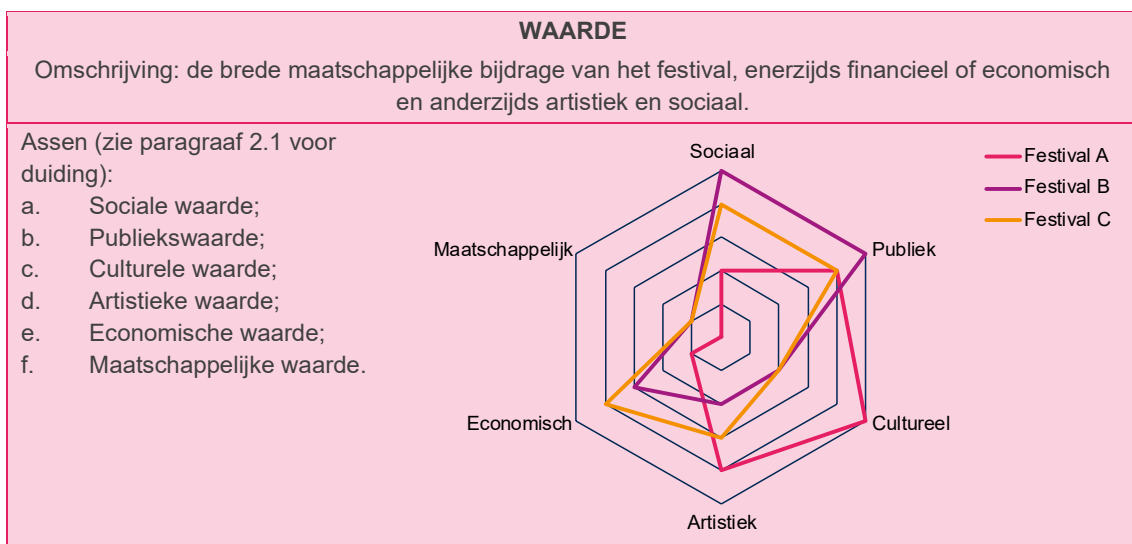 WAARDE
Omschrijving: de brede maatschappelijke bijdrage van het festival, enerzijds financieel of economisch
en anderzijds artistiek en sociaal.
Assen (zie paragraaf 2.1 voor
duiding):
a. Sociale waarde;
b. Publiekswaarde;
c. Culturele waarde;
d. Artistieke waarde;
e. Economische waarde;
f. Maatschappelijke waarde.
Sociaal
Publiek
Cultureel
Artistiek
Economisch
Maatschappelijk
Festival A
Festival B
Festival C